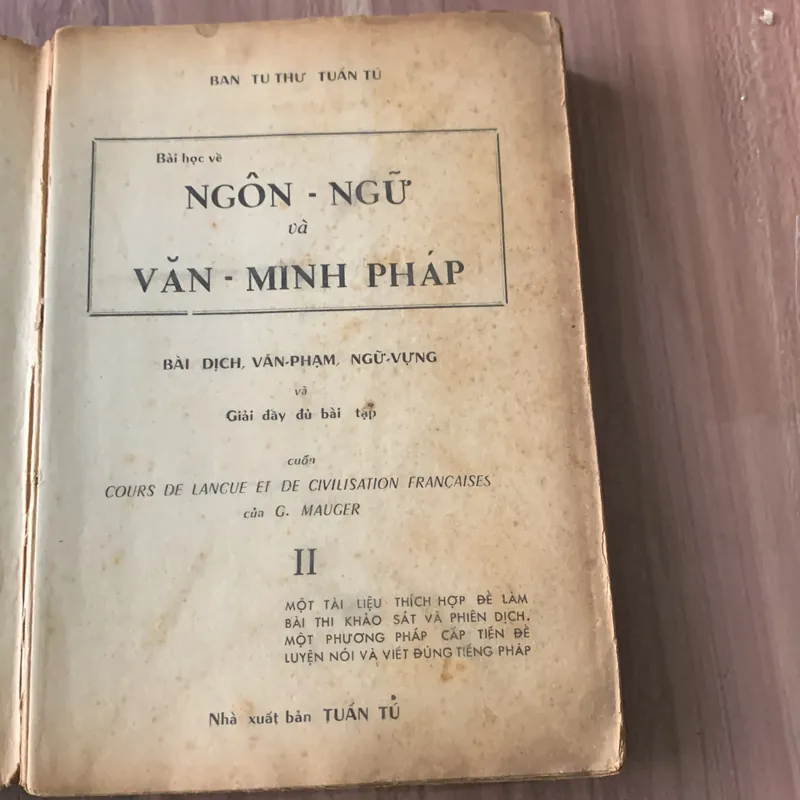 BAN TU THƯ TUẤN TÚ
Bài học về
NGÔN - NGỮ
và
VĂN - MINH PHÁP
BÀI DỊCH, VĂN-PHẠM, NGỮ-VỰNG
và
Giải đầy đủ bài tập
cuốn
COURS DE LANGUE ET DE CIVILISATION FRANÇAISES
của G. MAUGER
II
MỘT TÀI LIỆU THÍCH HỢP ĐỂ LÀM
BÀI THI KHẢO SÁT VÀ PHIÊN DỊCH.
MỘT PHƯƠNG PHÁP CẤP TIẾN ĐỂ
LUYỆN NÓI VÀ VIẾT ĐÚNG TIẾNG PHÁP
Nhà xuất bản TUẤN TÚ